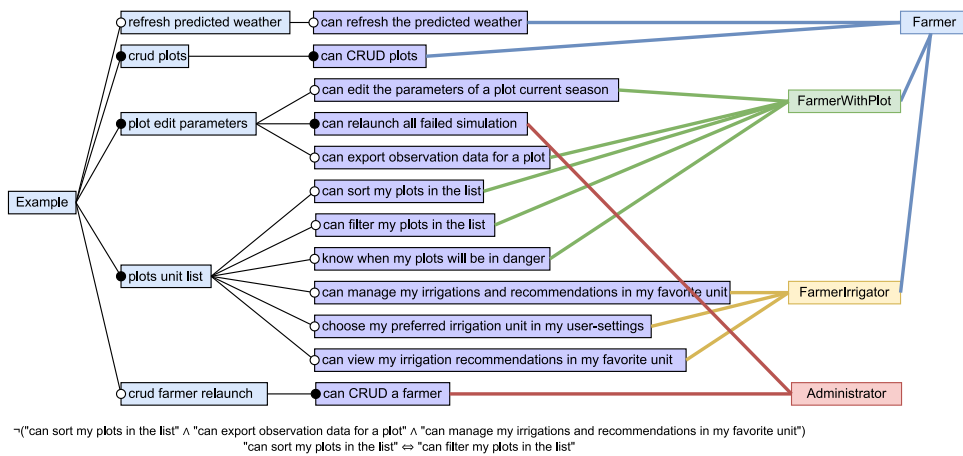 refresh predicted weather
can refresh the predicted weather
Farmer
crud plots
can CRUD plots
can edit the parameters of a plot current season
FarmerWithPlot
plot edit parameters
can relaunch all failed simulation
can export observation data for a plot
can sort my plots in the list
Example
can filter my plots in the list
know when my plots will be in danger
plots unit list
can manage my irrigations and recommendations in my favorite unit
FarmerIrrigator
choose my preferred irrigation unit in my user-settings
can view my irrigation recommendations in my favorite unit
crud farmer relaunch
can CRUD a farmer
Administrator
¬("can sort my plots in the list" ∧ "can export observation data for a plot" ∧ "can manage my irrigations and recommendations in my favorite unit")
"can sort my plots in the list" ⇔ "can filter my plots in the list"